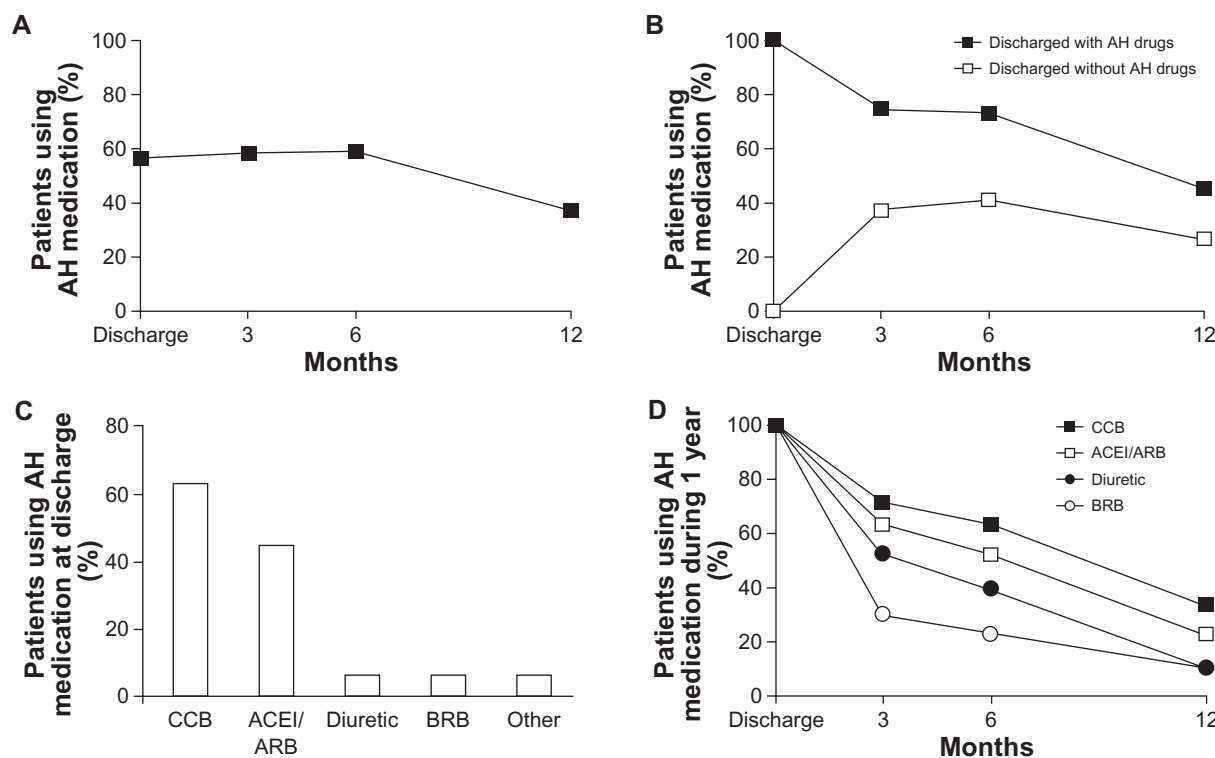 A
Patients using
AH medication (%)
100
80
60
40
20
0
Discharge 3 6 12
Months
B
Patients using
AH medication (%)
100
80
60
40
20
0
Discharged with AH drugs
Discharged without AH drugs
Discharge 3 6 12
Months
C
Patients using AH
medication at discharge
(%)
80
60
40
20
0
CCB ACEI/ Diuretic BRB Other
ARB
D
Patients using AH
medication during 1 year
(%)
100
80
60
40
20
0
CCB
ACEI/ARB
Diuretic
BRB
Discharge 3 6 12
Months